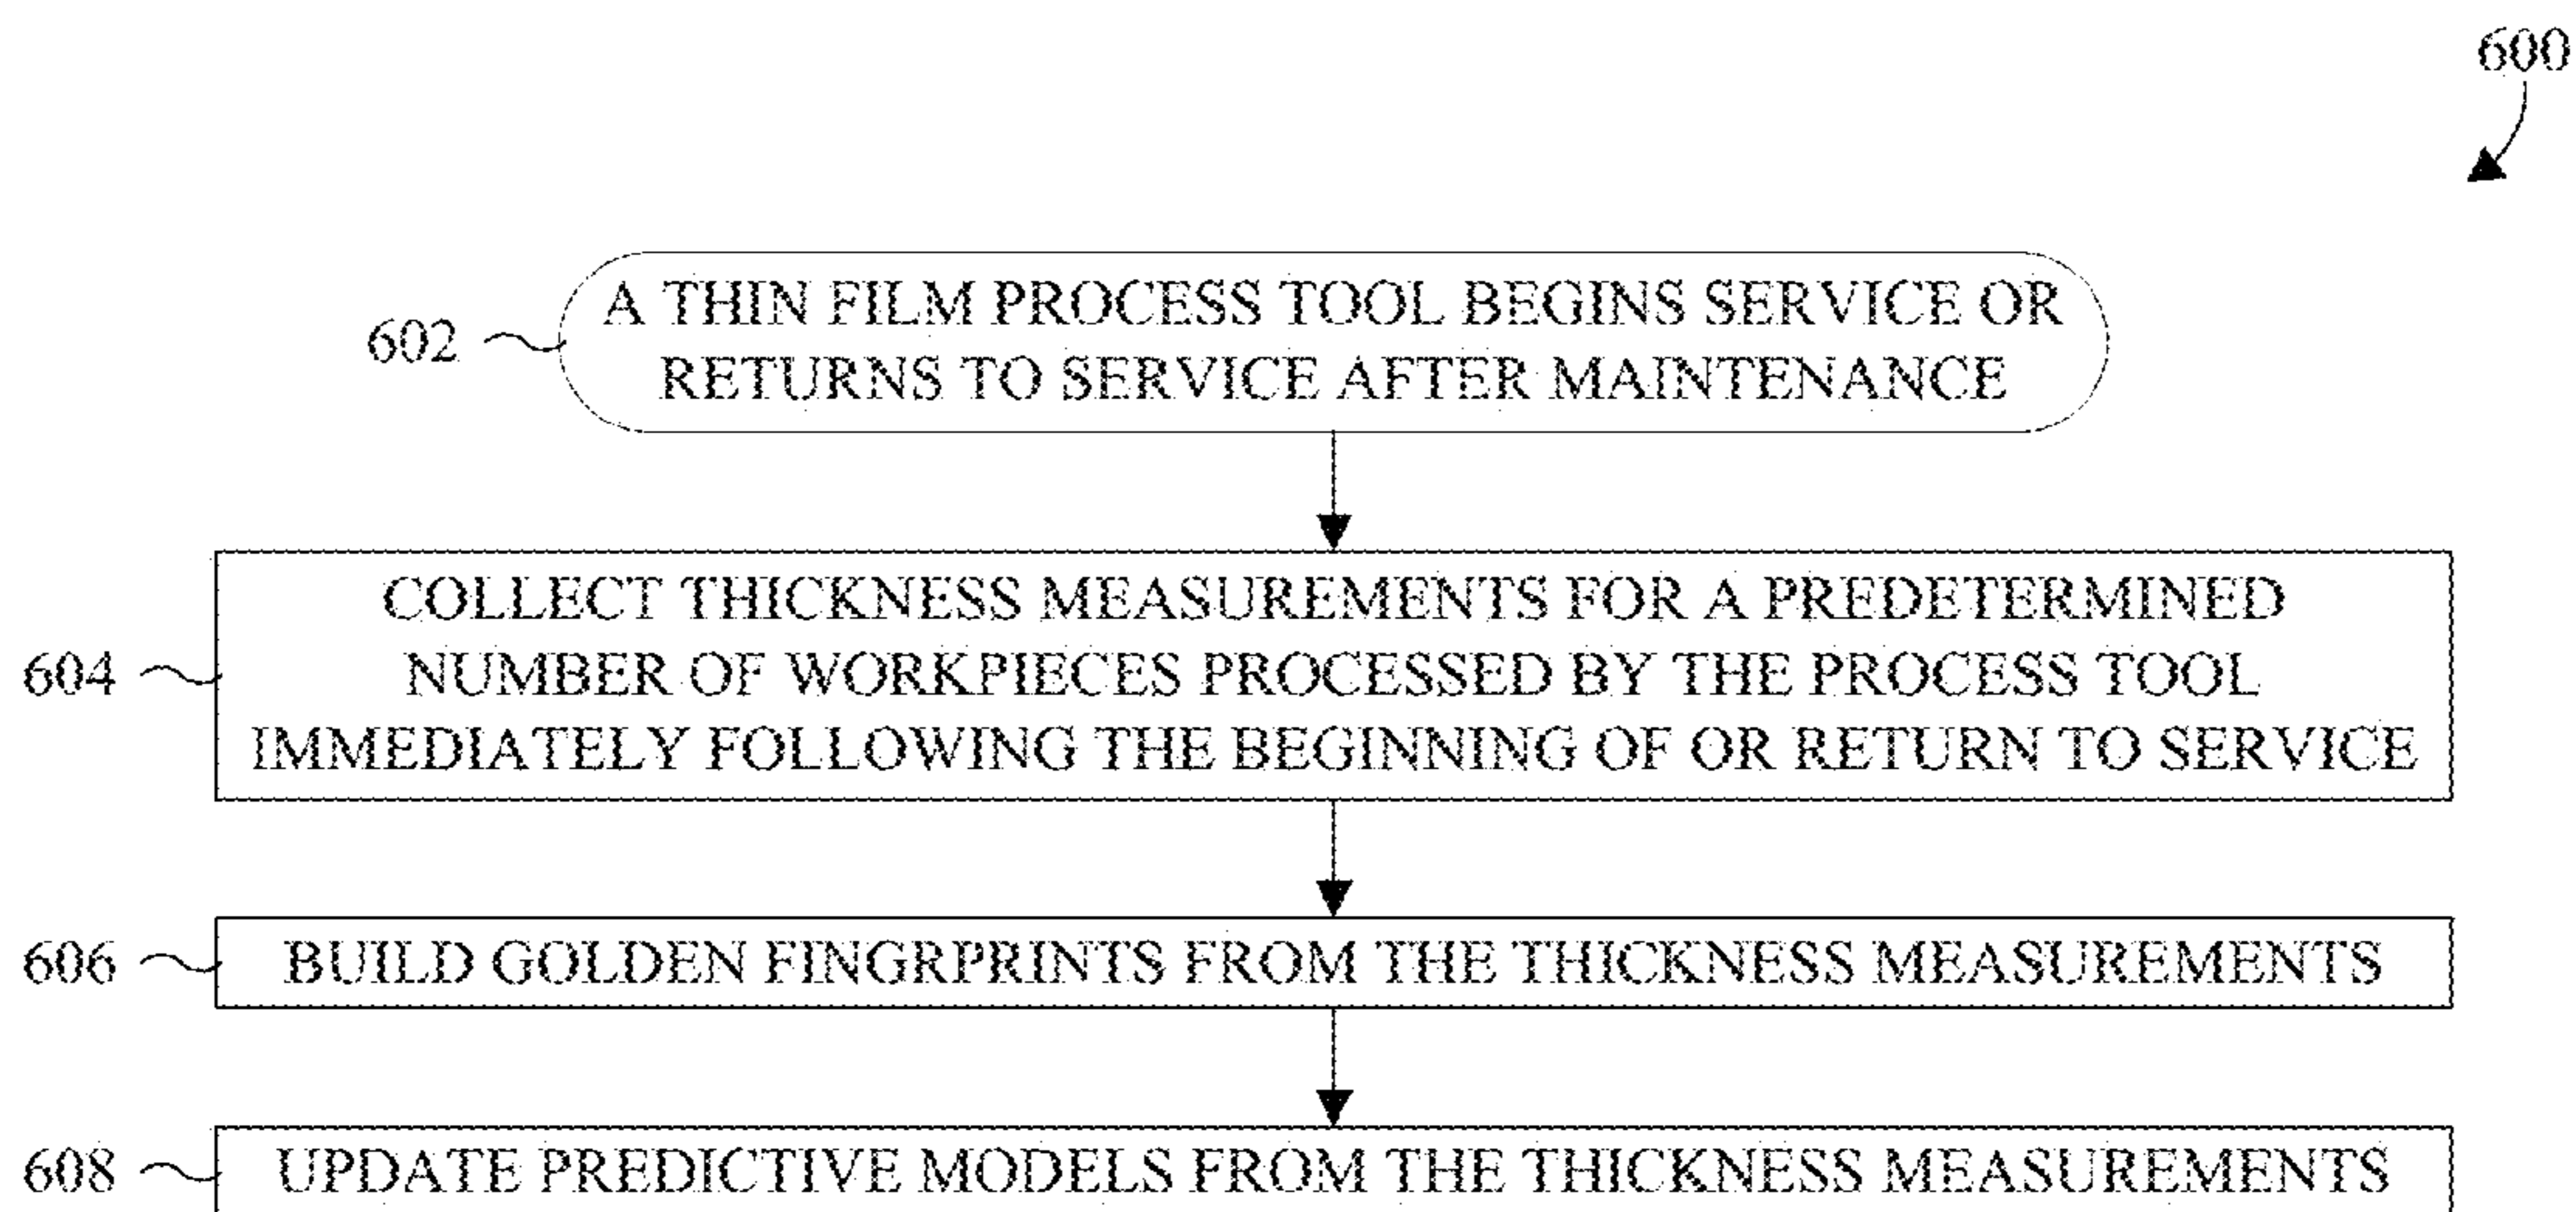 600
602
A THIN FILM PROCESS TOOL BEGINS SERVICE OR
RETURNS TO SERVICE AFTER MAINTENANCE
604
COLLECT THICKNESS MEASUREMENTS FOR A PREDETERMINED
NUMBER OF WORKPIECES PROCESSED BY THE PROCESS TOOL
IMMEDIATELY FOLLOWING THE BEGINNING OF OR RETURN TO SERVICE
606
BUILD GOLDEN FINGRPRINTS FROM THE THICKNESS MEASUREMENTS
608
UPDATE PREDICTIVE MODELS FROM THE THICKNESS MEASUREMENTS